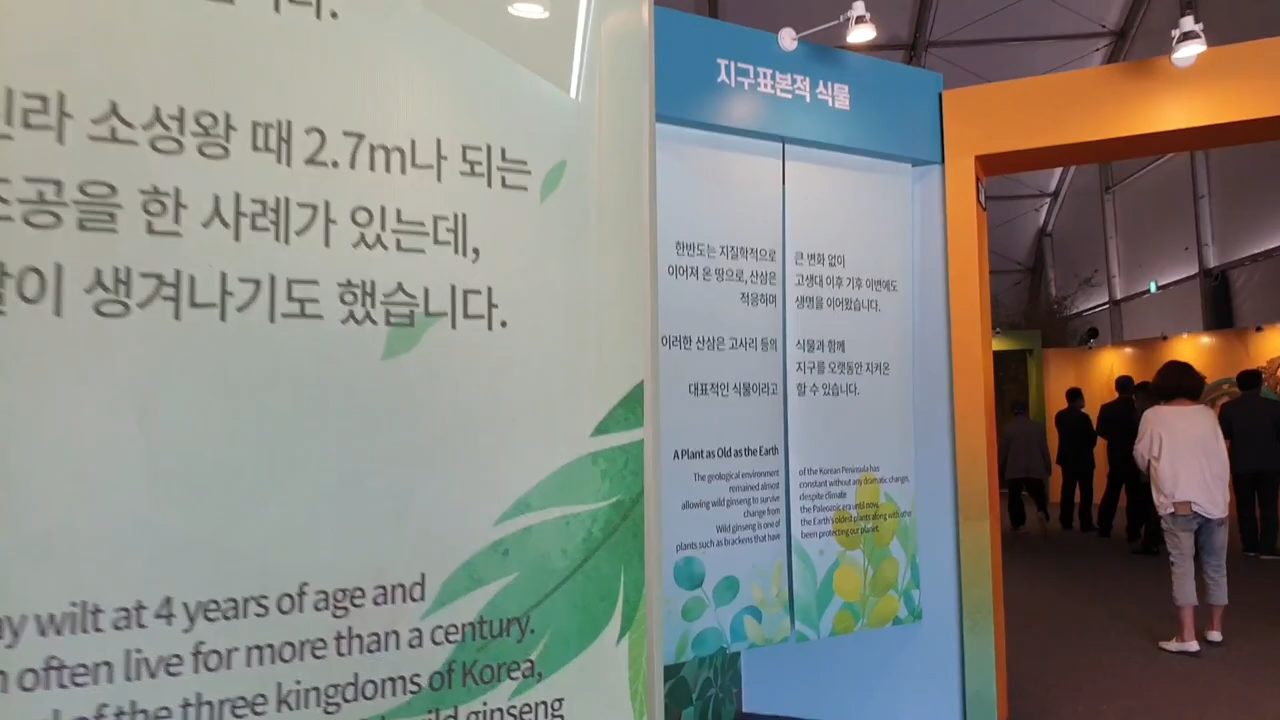 소성왕 때 2.7m나 되는
한 사례가 있는데,
생겨나기도 했습니다.
wilt at 4 years of age and
often live for more than a century.
of the three kingdoms of Korea,
ginseng
지구표본적 식물
한반도는 지질학적으로 큰 변화 없이
이어져 온 땅으로, 산삼은 고생대 이후 기후 이변에도
적응하며 생명을 이어왔습니다.
이러한 산삼은 고사리 등의 식물과 함께
지구를 오랫동안 지켜온
대표적인 식물이라고 할 수 있습니다.
A Plant as Old as the Earth
The geological environment of the Korean Peninsula has
remained almost constant without any dramatic change,
allowing wild ginseng to survive despite climate
change from the Paleozoic era until now.
Wild ginseng is one of the Earth's oldest plants along with other
plants such as brackens that have been protecting our planet.